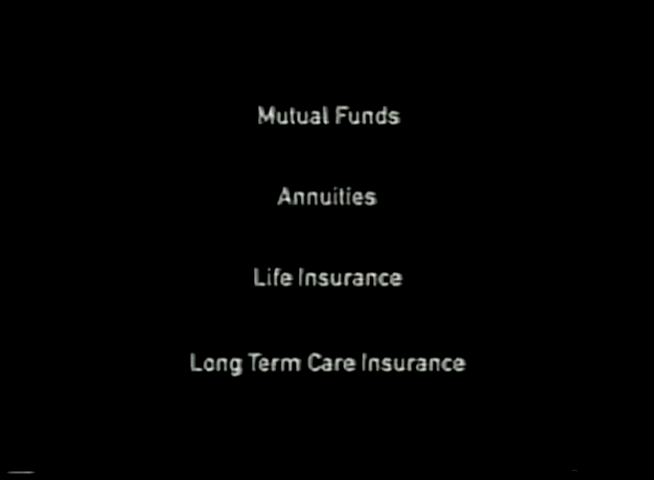 Mutual Funds
Annuities
Life Insurance
Long Term Care Insurance